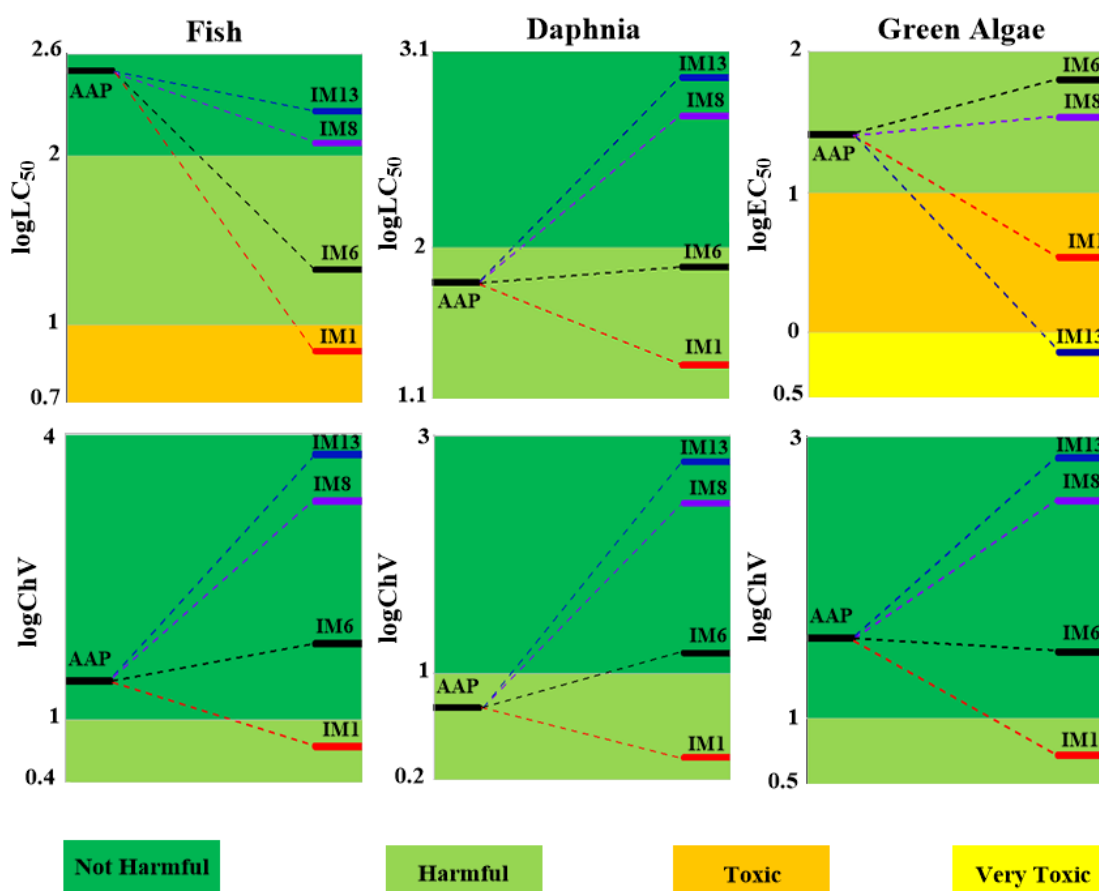 Fish
2.6
AAP
IM13
IM8
2
logLC50
IM6
1
IM1
0.7
Daphnia
3.1
IM13
IM8
logLC50
2
IM6
AAP
IM1
1.1
Green Algae
2
IM6
IM8
AAP
logEC50
1
IM1
0
IM13
0.5
4
IM13
IM8
logChV
IM6
AAP
1
IM1
0.4
3
IM13
IM8
logChV
IM6
1
AAP
IM1
0.2
3
IM13
IM8
logChV
AAP
IM6
1
IM1
0.5
Not Harmful
Harmful
Toxic
Very Toxic